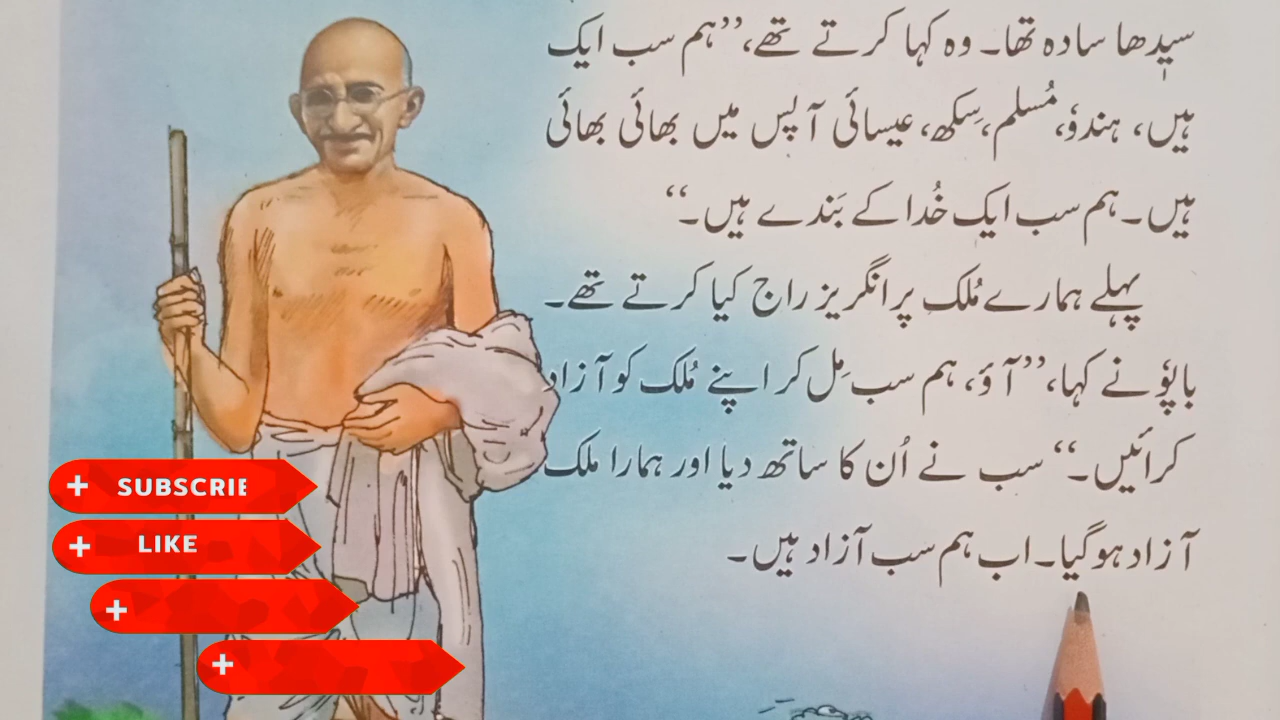 سیدھا سادہ تھا۔ وہ کہا کرتے تھے، ”ہم سب ایک
ہیں، ہندوٗ، مُسلم، سِکھ، عیسائی آپس میں بھائی بھائی
ہیں۔ ہم سب ایک خُدا کے بَندے ہیں۔“
پہلے ہمارے مُلک پر انگریز راج کیا کرتے تھے۔
باپوٗ نے کہا، ”آؤ، ہم سب مِل کر اپنے مُلک کو آزاد
کرائیں۔“ سب نے اُن کا ساتھ دیا اور ہمارا ملک
آزاد ہوگیا۔ اب ہم سب آزاد ہیں۔
+ SUBSCRIE
+ LIKE
+
+